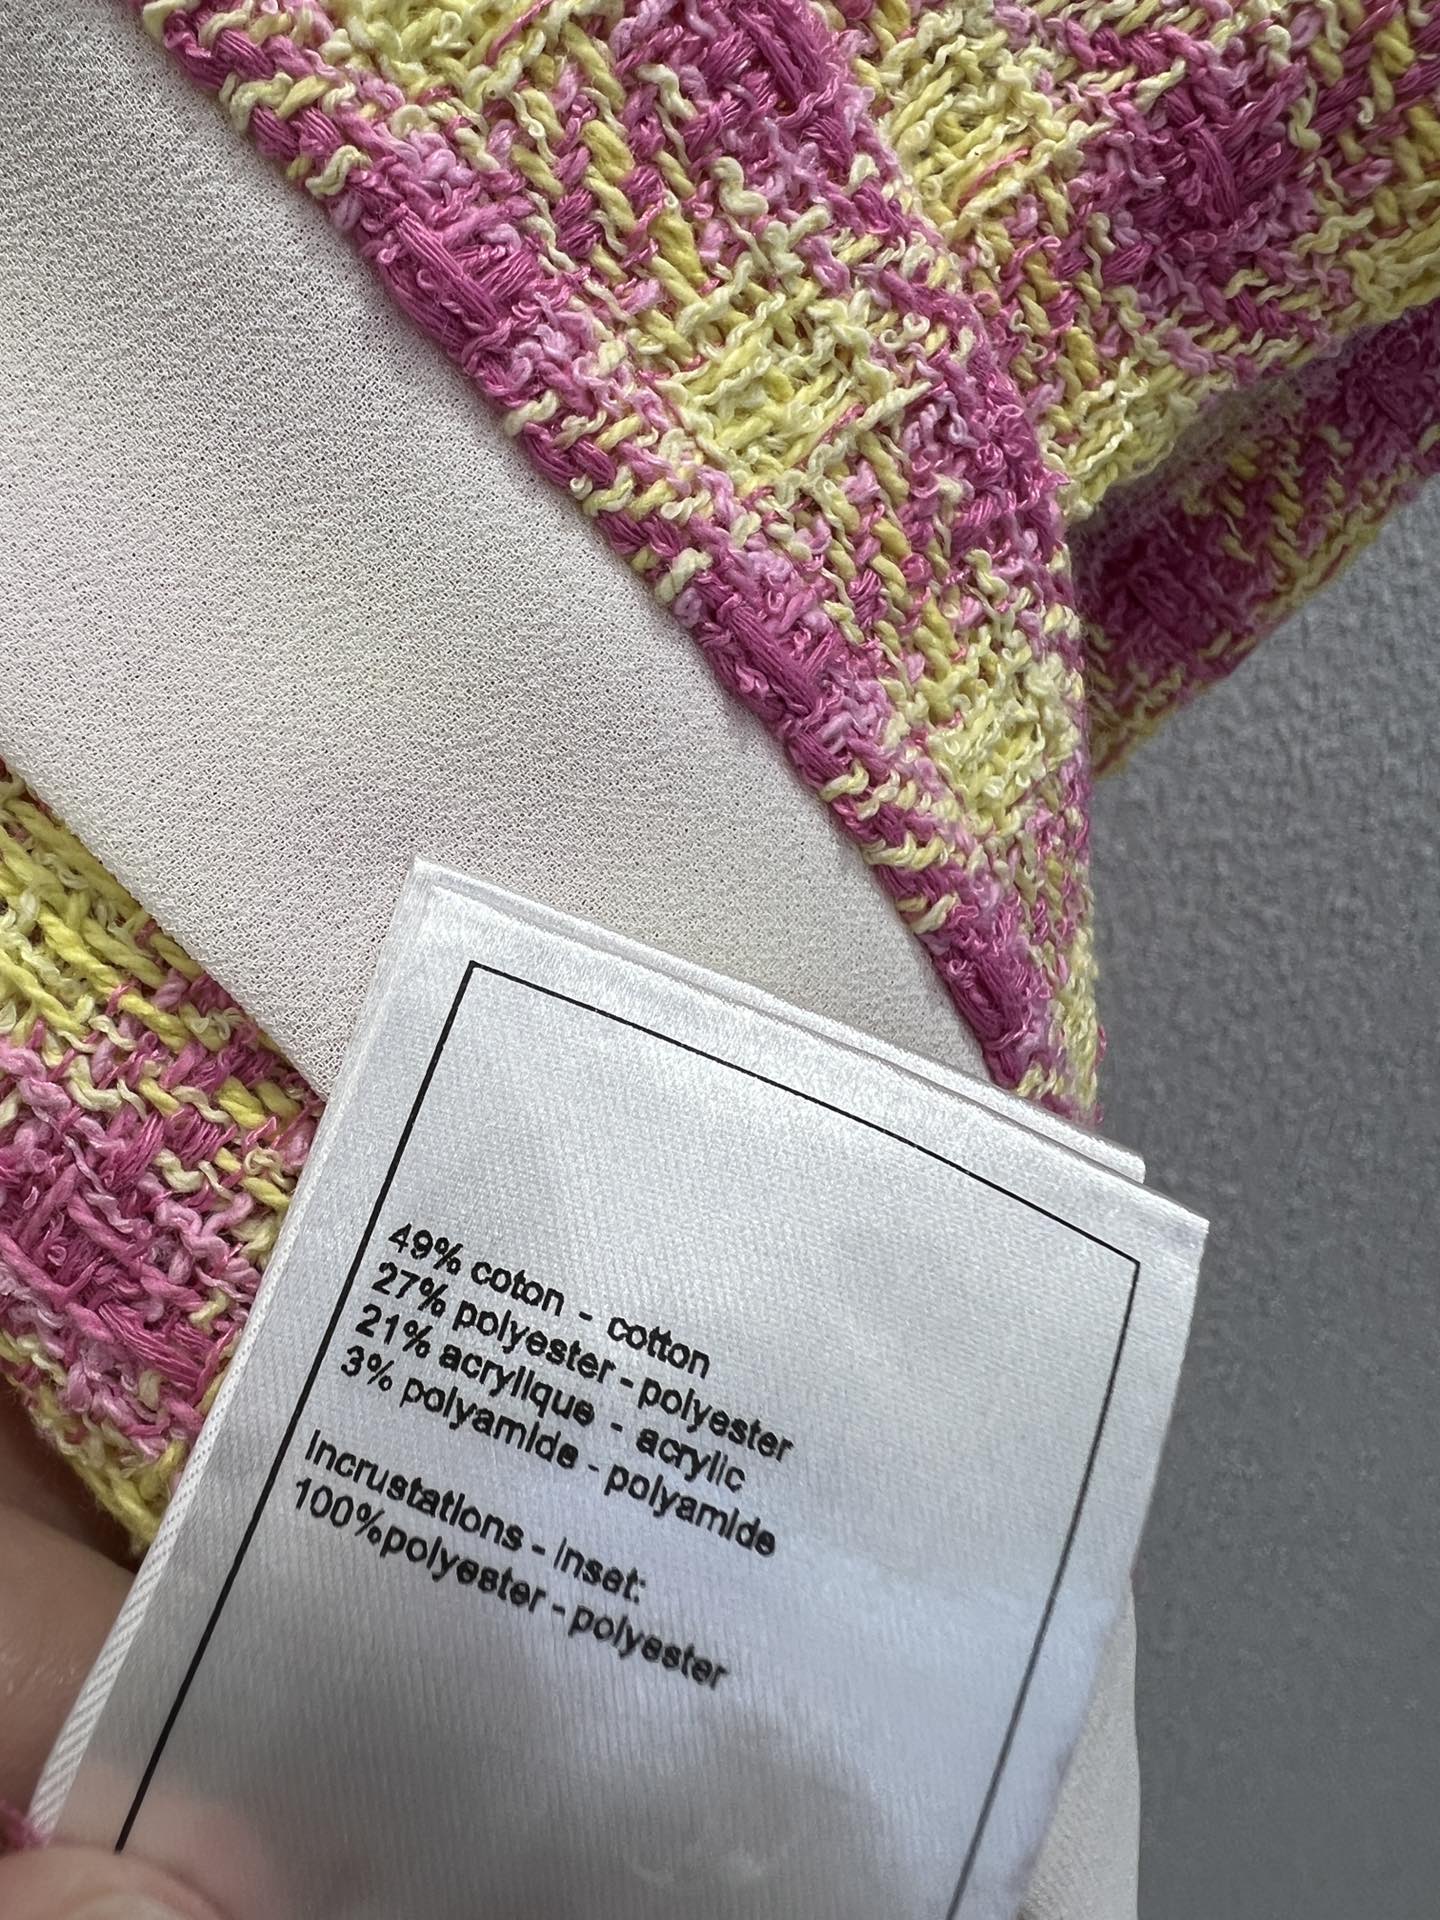 49% coton - cotton
27% polyester - polyester
21% acrylique - acrylic
3% polyamide - polyamide
Incrustations - inset:
100%polyester - polyester